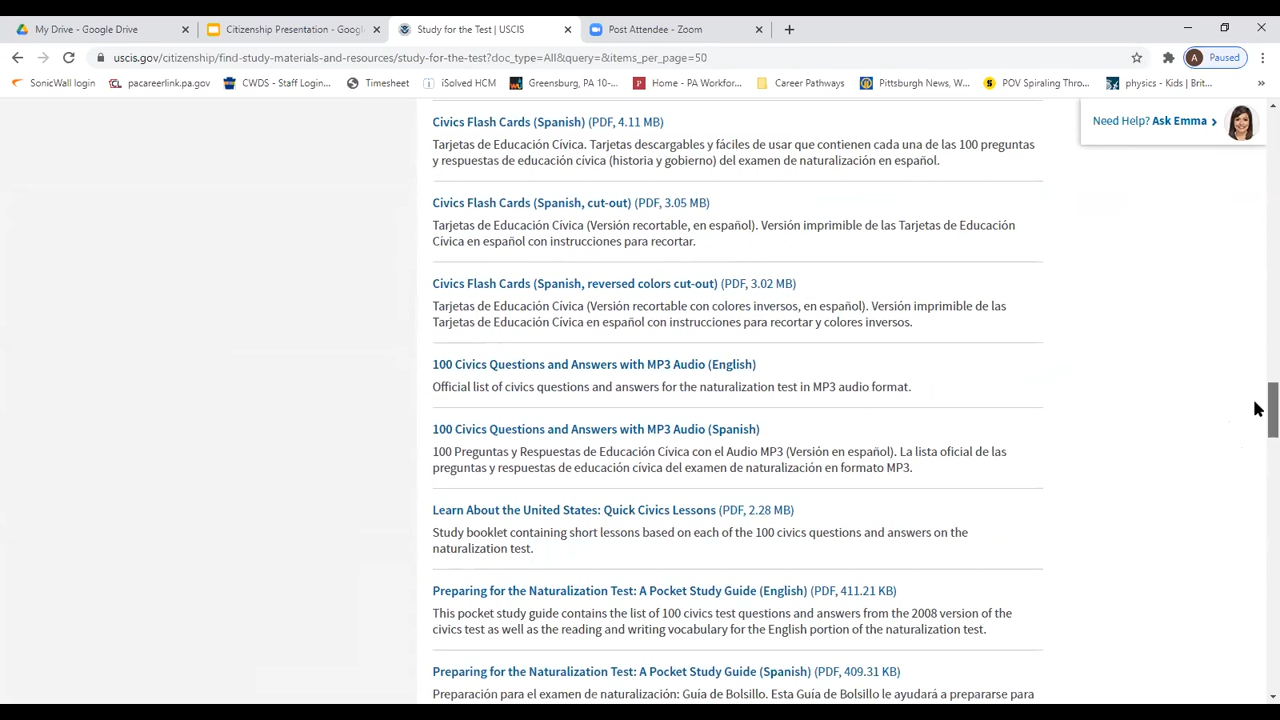 My Drive - Google Drive
Citizenship Presentation - Googl
Study for the Test | USCIS
Post Attendee - Zoom
uscis.gov/citizenship/find-study-materials-and-resources/study-for-the-test?doc_type=All&query=&items_per_page=50
A Paused
SonicWall login
pacareerlink.pa.gov
CWDS - Staff Login...
Timesheet
iSolved HCM
Greensburg, PA 10-...
Home - PA Workfor...
Career Pathways
Pittsburgh News, W...
POV Spiraling Thro...
physics - Kids | Brit...
Need Help? Ask Emma
Civics Flash Cards (Spanish) (PDF, 4.11 MB)
Tarjetas de Educación Cívica. Tarjetas descargables y fáciles de usar que contienen cada una de las 100 preguntas
y respuestas de educación cívica (historia y gobierno) del examen de naturalización en español.
Civics Flash Cards (Spanish, cut-out) (PDF, 3.05 MB)
Tarjetas de Educación Cívica (Versión recortable, en español). Versión imprimible de las Tarjetas de Educación
Cívica en español con instrucciones para recortar.
Civics Flash Cards (Spanish, reversed colors cut-out) (PDF, 3.02 MB)
Tarjetas de Educación Cívica (Versión recortable con colores inversos, en español). Versión imprimible de las
Tarjetas de Educación Cívica en español con instrucciones para recortar y colores inversos.
100 Civics Questions and Answers with MP3 Audio (English)
Official list of civics questions and answers for the naturalization test in MP3 audio format.
100 Civics Questions and Answers with MP3 Audio (Spanish)
100 Preguntas y Respuestas de Educación Cívica con el Audio MP3 (Versión en español). La lista oficial de las
preguntas y respuestas de educación cívica del examen de naturalización en formato MP3.
Learn About the United States: Quick Civics Lessons (PDF, 2.28 MB)
Study booklet containing short lessons based on each of the 100 civics questions and answers on the
naturalization test.
Preparing for the Naturalization Test: A Pocket Study Guide (English) (PDF, 411.21 KB)
This pocket study guide contains the list of 100 civics test questions and answers from the 2008 version of the
civics test as well as the reading and writing vocabulary for the English portion of the naturalization test.
Preparing for the Naturalization Test: A Pocket Study Guide (Spanish) (PDF, 409.31 KB)
Preparación para el examen de naturalización: Guía de Bolsillo. Esta Guía de Bolsillo le ayudará a prepararse para